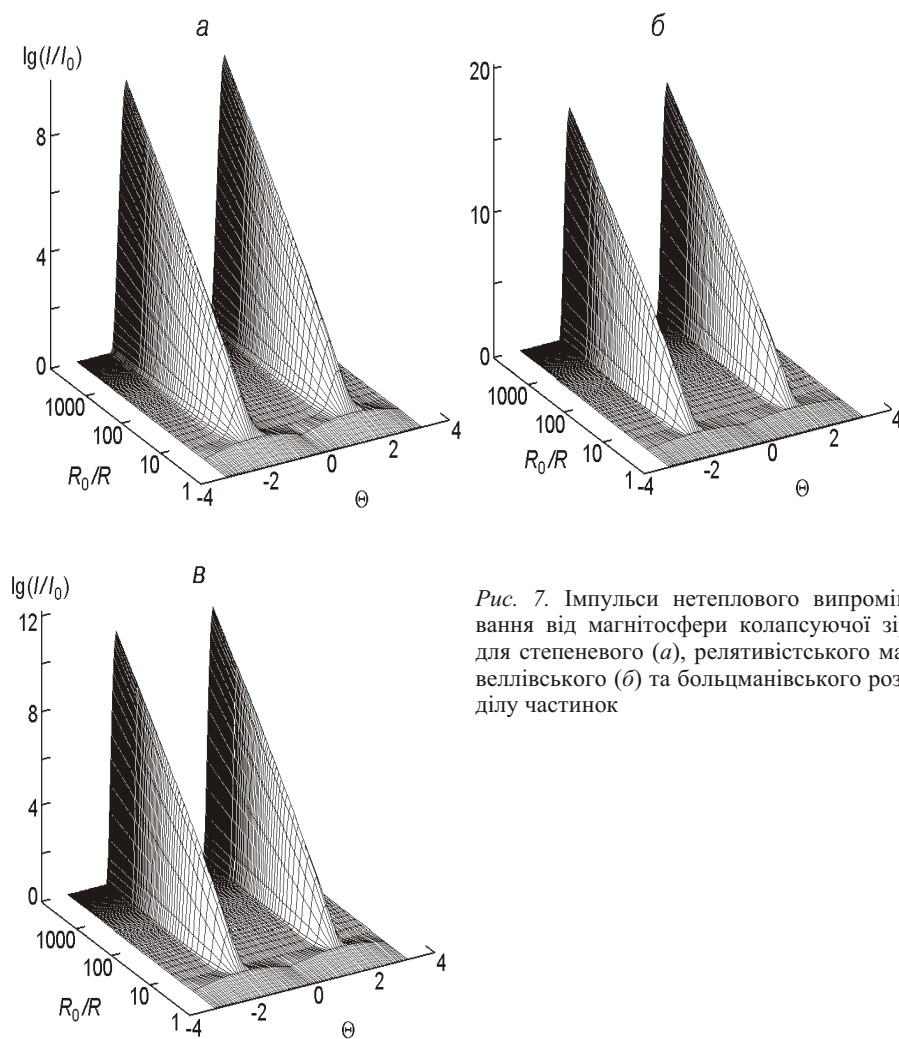 а
б
lg(I/I₀)
8
4
0
1000
100
10
1
R₀/R
-4
-2
0
2
4
Θ
20
10
0
1000
100
10
1
R₀/R
-4
-2
0
2
4
Θ
в
lg(I/I₀)
12
8
4
0
1000
100
10
1
R₀/R
-4
-2
0
2
4
Θ
Рис. 7. Імпульси нетеплового випромі
вання від магнітосфери колапсуючої зі
для степеневого (а), релятивістського ма
веллівського (б) та больцманівського роз
ділу частинок